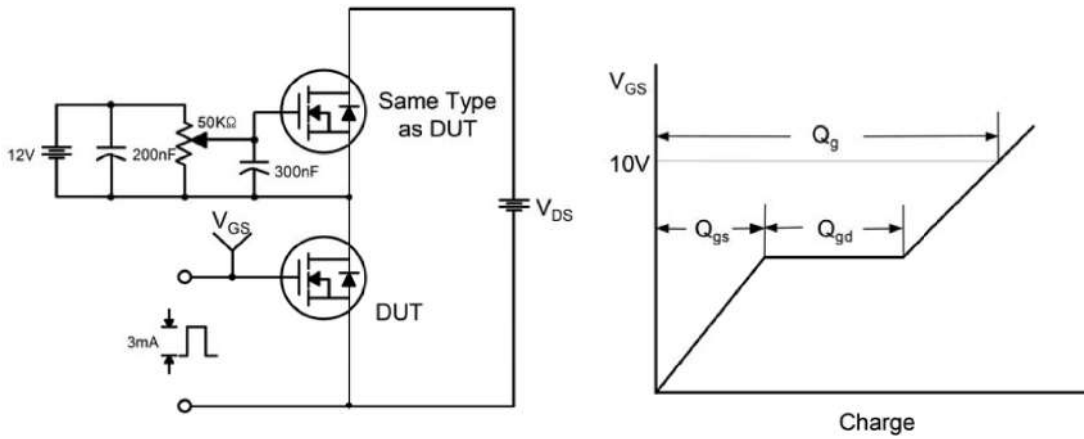 12V
200nF
50KΩ
300nF
Same Type
as DUT
V_GS
DUT
3mA
V_DS
V_GS
10V
Q_g
Q_gs
Q_gd
Charge